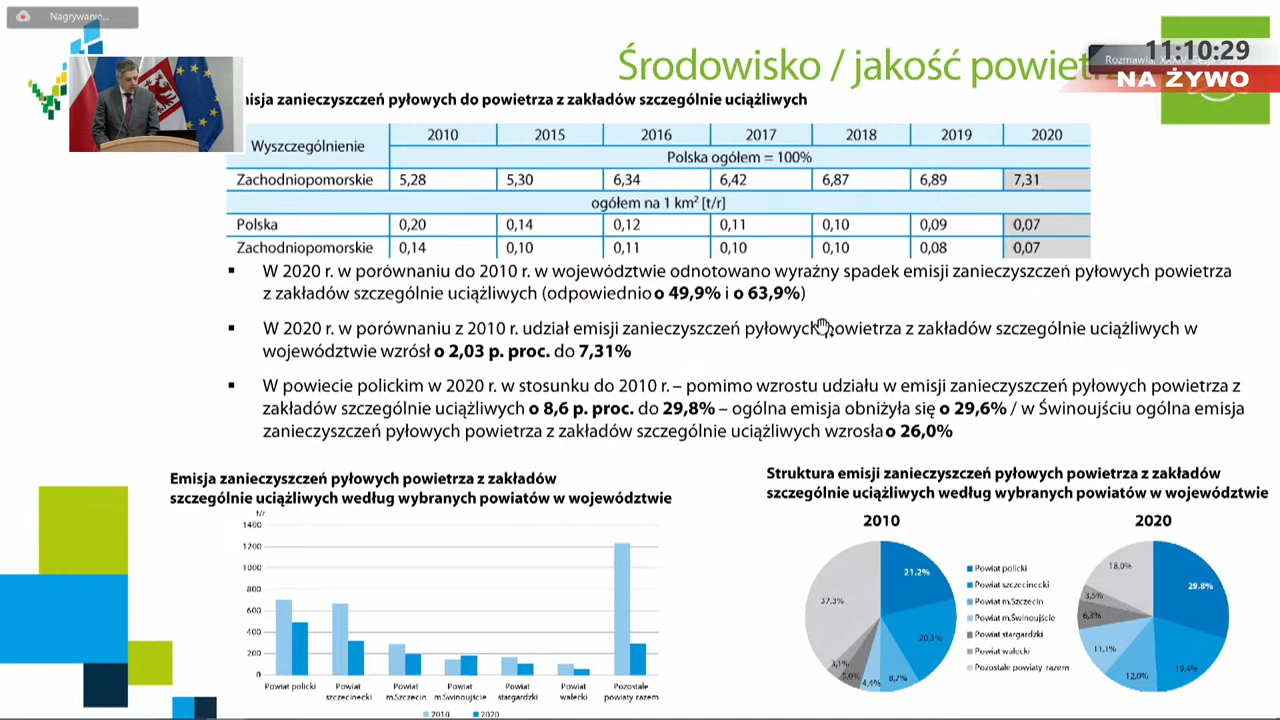 Nagrywanie...
Środowisko / jakość powietrz
11:10:29
NA ŻYWO
misja zanieczyszczeń pyłowych do powietrza z zakładów szczególnie uciążliwych
Wyszczególnienie 2010 2015 2016 2017 2018 2019 2020
Polska ogółem = 100%
Zachodniopomorskie 5,28 5,30 6,34 6,42 6,87 6,89 7,31
ogółem na 1 km² [t/r]
Polska 0,20 0,14 0,12 0,11 0,10 0,09 0,07
Zachodniopomorskie 0,14 0,10 0,11 0,10 0,10 0,08 0,07
▪ W 2020 r. w porównaniu do 2010 r. w województwie odnotowano wyraźny spadek emisji zanieczyszczeń pyłowych powietrza
z zakładów szczególnie uciążliwych (odpowiednio o 49,9% i o 63,9%)
▪ W 2020 r. w porównaniu z 2010 r. udział emisji zanieczyszczeń pyłowych powietrza z zakładów szczególnie uciążliwych w
województwie wzrósł o 2,03 p. proc. do 7,31%
▪ W powiecie polickim w 2020 r. w stosunku do 2010 r. – pomimo wzrostu udziału w emisji zanieczyszczeń pyłowych powietrza z
zakładów szczególnie uciążliwych o 8,6 p. proc. do 29,8% – ogólna emisja obniżyła się o 29,6% / w Świnoujściu ogólna emisja
zanieczyszczeń pyłowych powietrza z zakładów szczególnie uciążliwych wzrosła o 26,0%
Emisja zanieczyszczeń pyłowych powietrza z zakładów
szczególnie uciążliwych według wybranych powiatów w województwie
t/r
1400
1200
1000
800
600
400
200
0
Powiat policki Powiat szczecinecki Powiat m.Szczecin Powiat m.Świnoujście Powiat stargardzki Powiat wałecki Pozostałe powiaty razem
2010 2020
Struktura emisji zanieczyszczeń pyłowych powietrza z zakładów
szczególnie uciążliwych według wybranych powiatów w województwie
2010
21,2%
20,3%
8,7%
4,4%
5,0%
3,1%
37,3%
Powiat policki
Powiat szczecinecki
Powiat m.Szczecin
Powiat m.Świnoujście
Powiat stargardzki
Powiat wałecki
Pozostałe powiaty razem
2020
29,8%
19,4%
12,0%
11,1%
6,3%
3,5%
18,0%